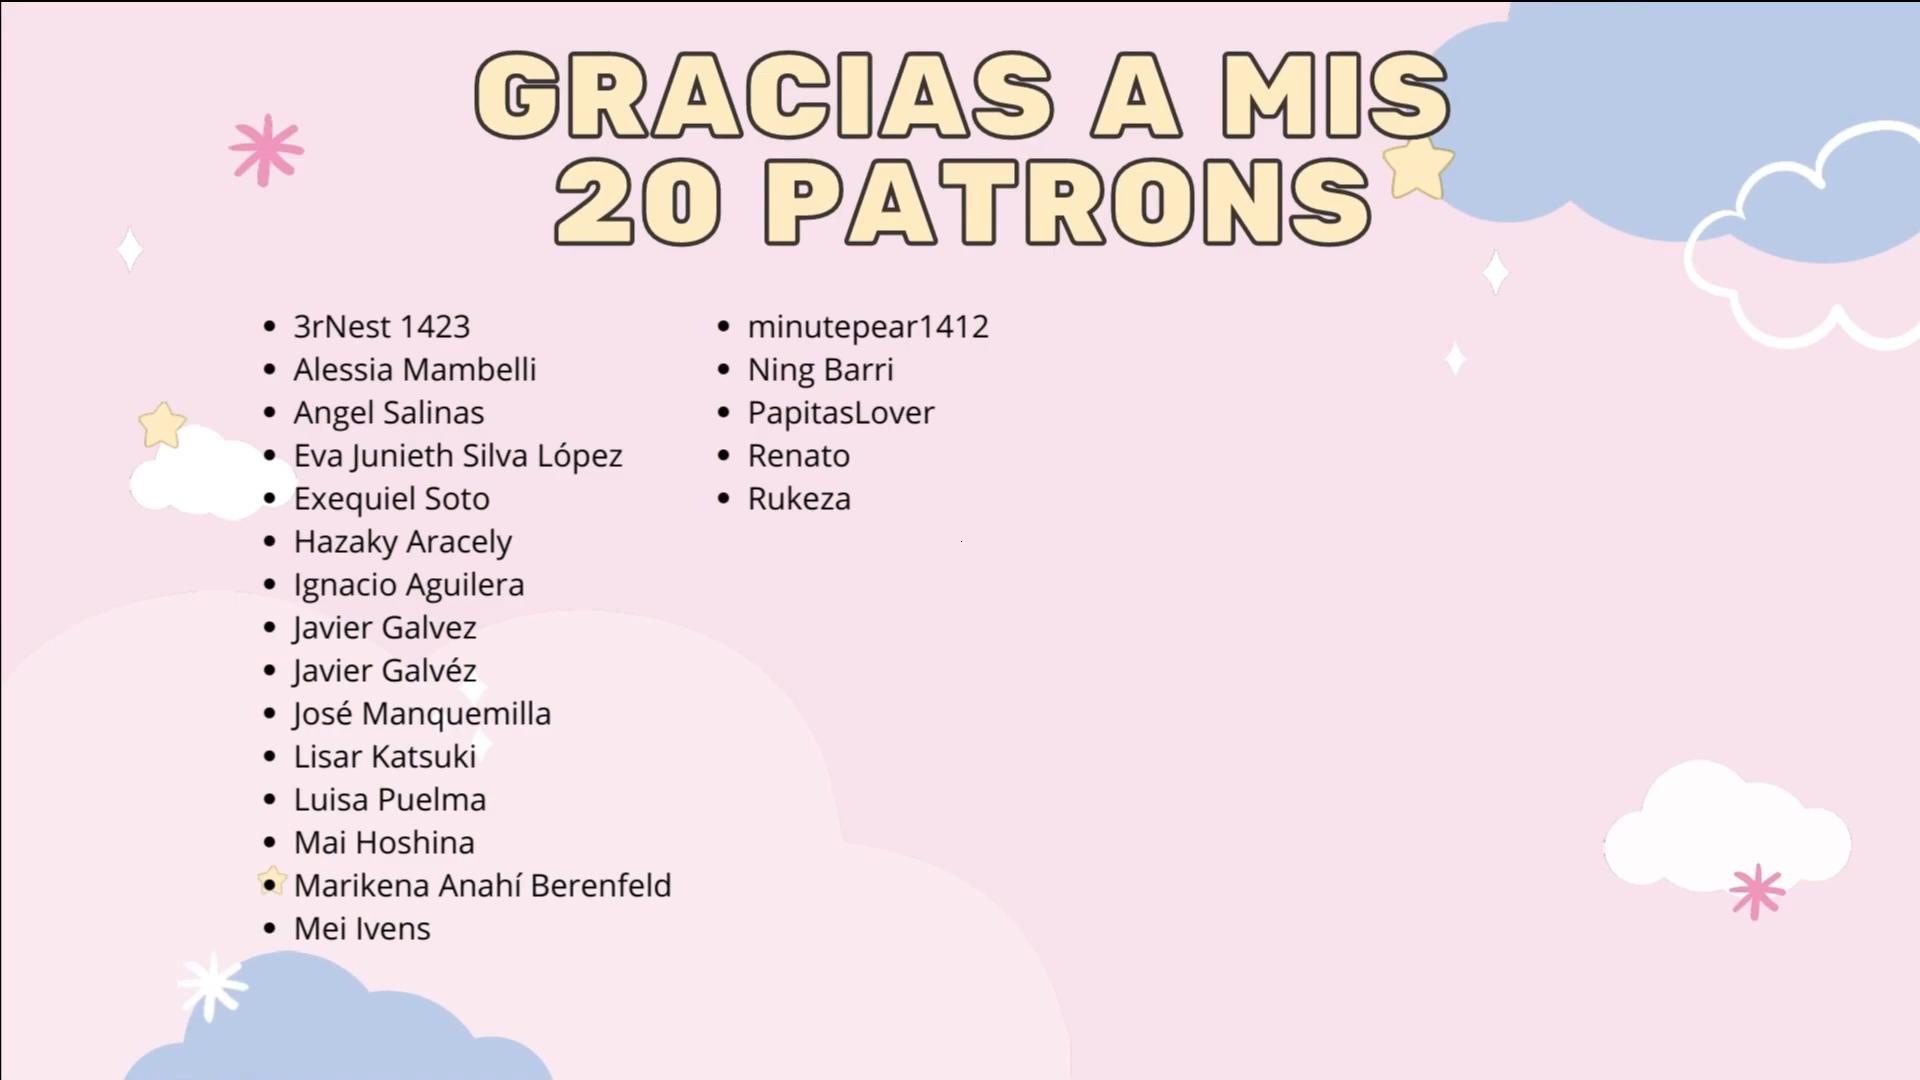 GRACIAS A MIS
20 PATRONS
3rNest 1423
Alessia Mambelli
Angel Salinas
Eva Junieth Silva López
Exequiel Soto
Hazaky Aracely
Ignacio Aguilera
Javier Galvez
Javier Galvéz
José Manquemilla
Lisar Katsuki
Luisa Puelma
Mai Hoshina
Marikena Anahí Berenfeld
Mei Ivens
minutepear1412
Ning Barri
PapitasLover
Renato
Rukeza